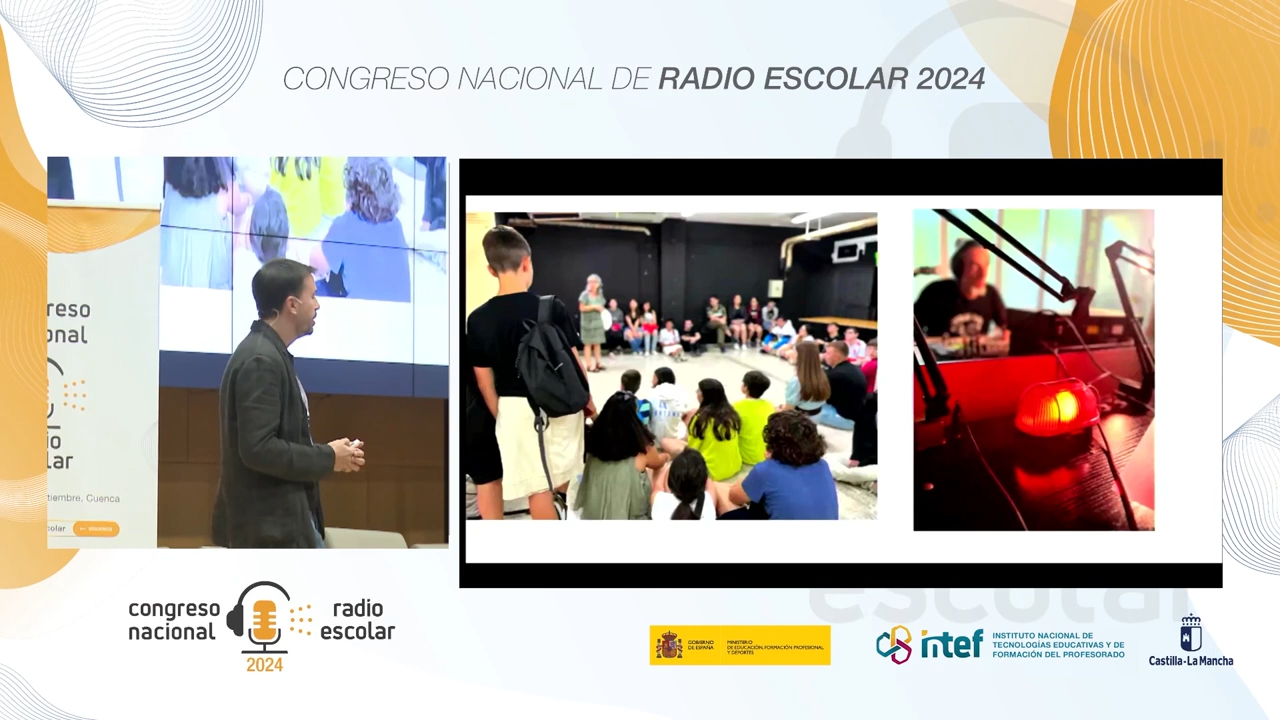 CONGRESO NACIONAL DE RADIO ESCOLAR 2024
reso
onal
io
lar
tiembre, Cuenca
olar
congreso
nacional
radio
escolar
2024
escolar
GOBIERNO
DE ESPAÑA
MINISTERIO
DE EDUCACIÓN, FORMACIÓN PROFESIONAL
Y DEPORTES
intef
INSTITUTO NACIONAL DE
TECNOLOGÍAS EDUCATIVAS Y DE
FORMACIÓN DEL PROFESORADO
Castilla-La Mancha